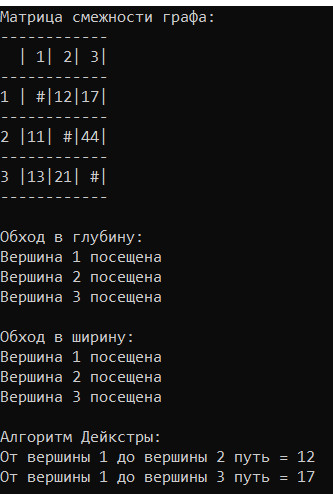 Матрица смежности графа:
------------
  | 1| 2| 3|
------------
1 | #|12|17|
------------
2 |11| #|44|
------------
3 |13|21| #|
------------

Обход в глубину:
Вершина 1 посещена
Вершина 2 посещена
Вершина 3 посещена

Обход в ширину:
Вершина 1 посещена
Вершина 2 посещена
Вершина 3 посещена

Алгоритм Дейкстры:
От вершины 1 до вершины 2 путь = 12
От вершины 1 до вершины 3 путь = 17